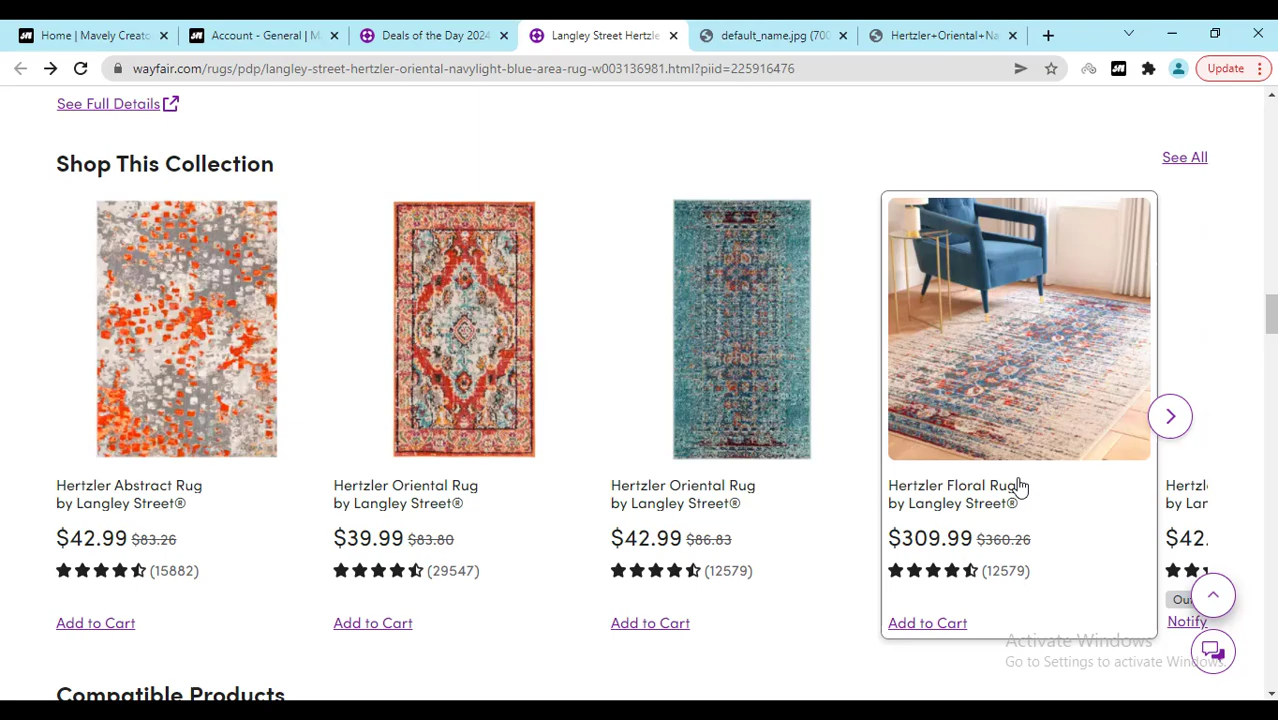 Home | Mavely Creato
Account - General | M
Deals of the Day 2024
Langley Street Hertzle
default_name.jpg (700
Hertzler+Oriental+Na
wayfair.com/rugs/pdp/langley-street-hertzler-oriental-navylight-blue-area-rug-w003136981.html?piid=225916476
Update
See Full Details
Shop This Collection
See All
Hertzler Abstract Rug
by Langley Street®
$42.99 $83.26
(15882)
Add to Cart
Hertzler Oriental Rug
by Langley Street®
$39.99 $83.80
(29547)
Add to Cart
Hertzler Oriental Rug
by Langley Street®
$42.99 $86.83
(12579)
Add to Cart
Hertzler Floral Rug
by Langley Street®
$309.99 $360.26
(12579)
Add to Cart
Hertzl
by Lar
$42.
Ou
Notify
Activate Windows
Go to Settings to activate Windows.
Compatible Products